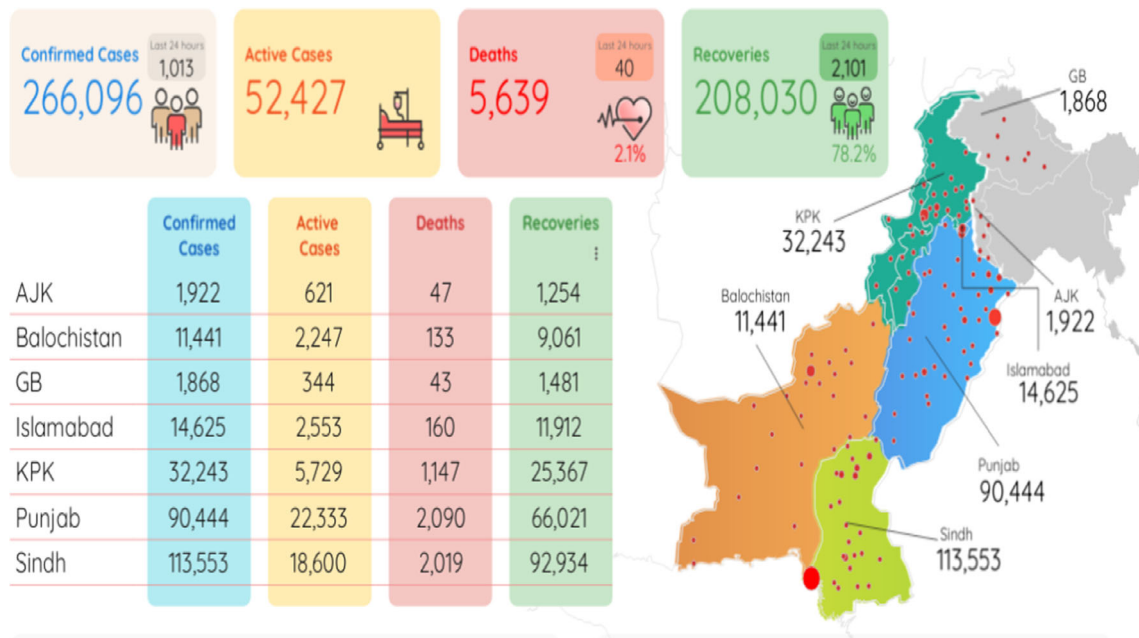 Confirmed Cases
Last 24 hours
1,013
266,096
Active Cases
52,427
Deaths
Last 24 hours
40
5,639
2.1%
Recoveries
Last 24 hours
2,101
208,030
78.2%
Confirmed Cases Active Cases Deaths Recoveries
AJK 1,922 621 47 1,254
Balochistan 11,441 2,247 133 9,061
GB 1,868 344 43 1,481
Islamabad 14,625 2,553 160 11,912
KPK 32,243 5,729 1,147 25,367
Punjab 90,444 22,333 2,090 66,021
Sindh 113,553 18,600 2,019 92,934
GB
1,868
KPK
32,243
Balochistan
11,441
AJK
1,922
Islamabad
14,625
Punjab
90,444
Sindh
113,553